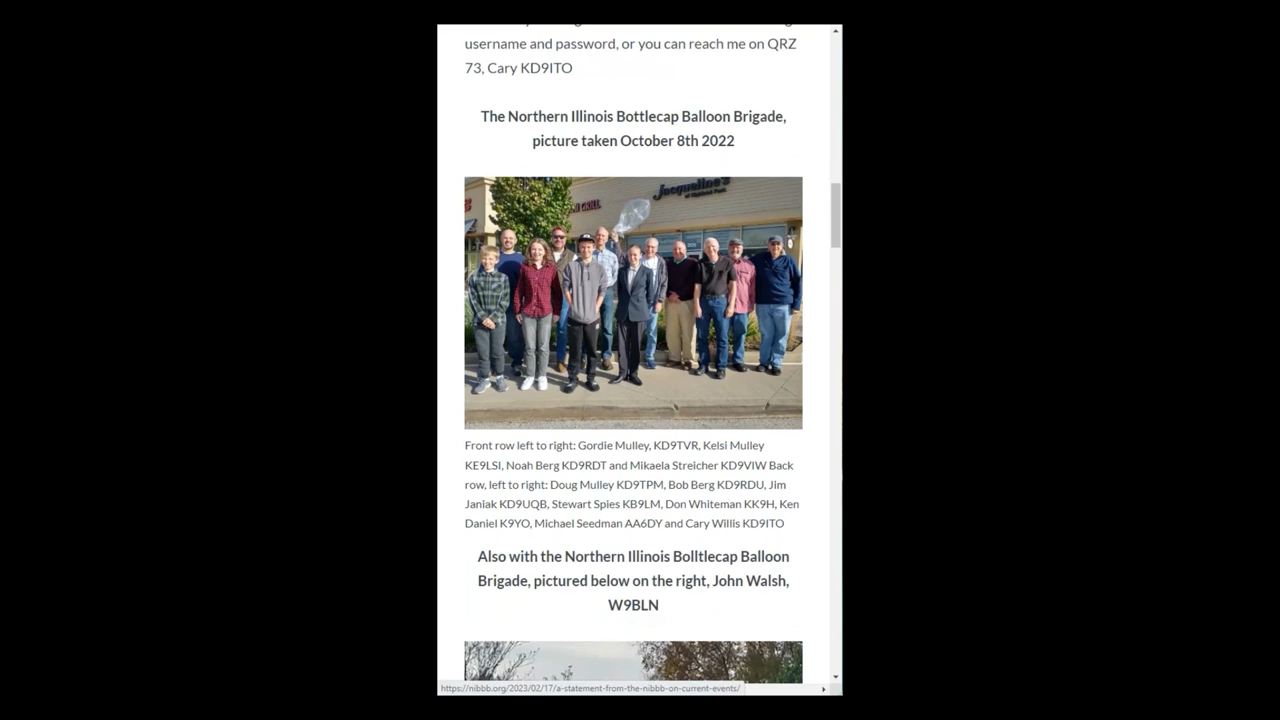 username and password, or you can reach me on QRZ
73, Cary KD9ITO
The Northern Illinois Bottlecap Balloon Brigade,
picture taken October 8th 2022
Jacqueline's
GRILL
Front row left to right: Gordie Mulley, KD9TVR, Kelsi Mulley
KE9LSI, Noah Berg KD9RDT and Mikaela Streicher KD9VIW Back
row, left to right: Doug Mulley KD9TPM, Bob Berg KD9RDU, Jim
Janiak KD9UQB, Stewart Spies KB9LM, Don Whiteman KK9H, Ken
Daniel K9YO, Michael Seedman AA6DY and Cary Willis KD9ITO
Also with the Northern Illinois Bolltlecap Balloon
Brigade, pictured below on the right, John Walsh,
W9BLN
https://nibbb.org/2023/02/17/a-statement-from-the-nibbb-on-current-events/